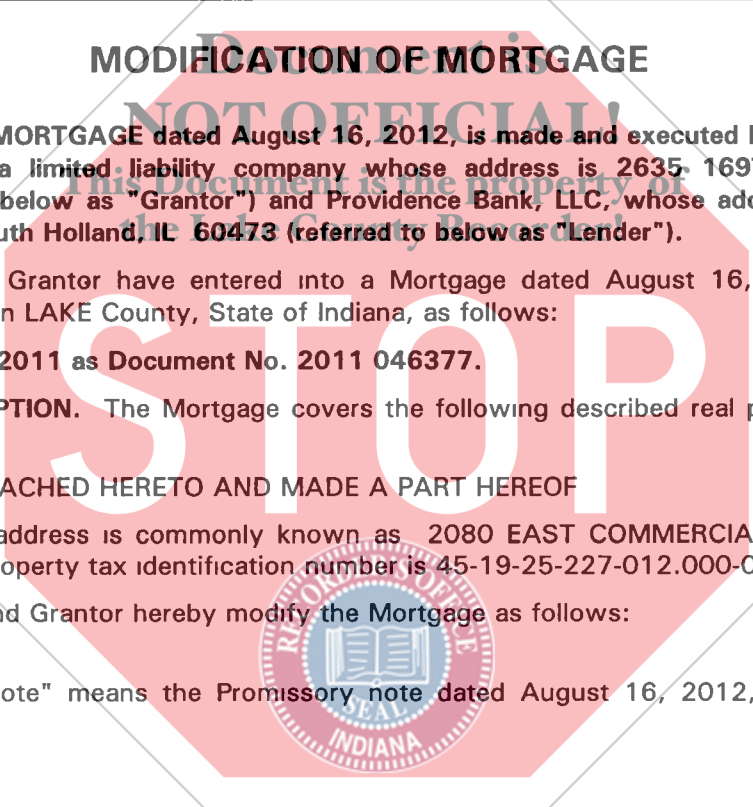 MODIFICATION OF MORTGAGE
Document is
NOT OFFICIAL!
MORTGAGE dated August 16, 2012, is made and executed
a limited liability company whose address is 2635 169
This Document is the property of
below as "Grantor") and Providence Bank, LLC, whose add
the Lake County Recorder!
uth Holland, IL 60473 (referred to below as "Lender").
Grantor have entered into a Mortgage dated August 16,
n LAKE County, State of Indiana, as follows:
2011 as Document No. 2011 046377.
PTION. The Mortgage covers the following described real p
STOP
ACHED HERETO AND MADE A PART HEREOF
address is commonly known as 2080 EAST COMMERCIA
operty tax identification number is 45-19-25-227-012.000-0
nd Grantor hereby modify the Mortgage as follows:
ote" means the Promissory note dated August 16, 2012,
RECORDER'S OFFICE
SEAL
INDIANA